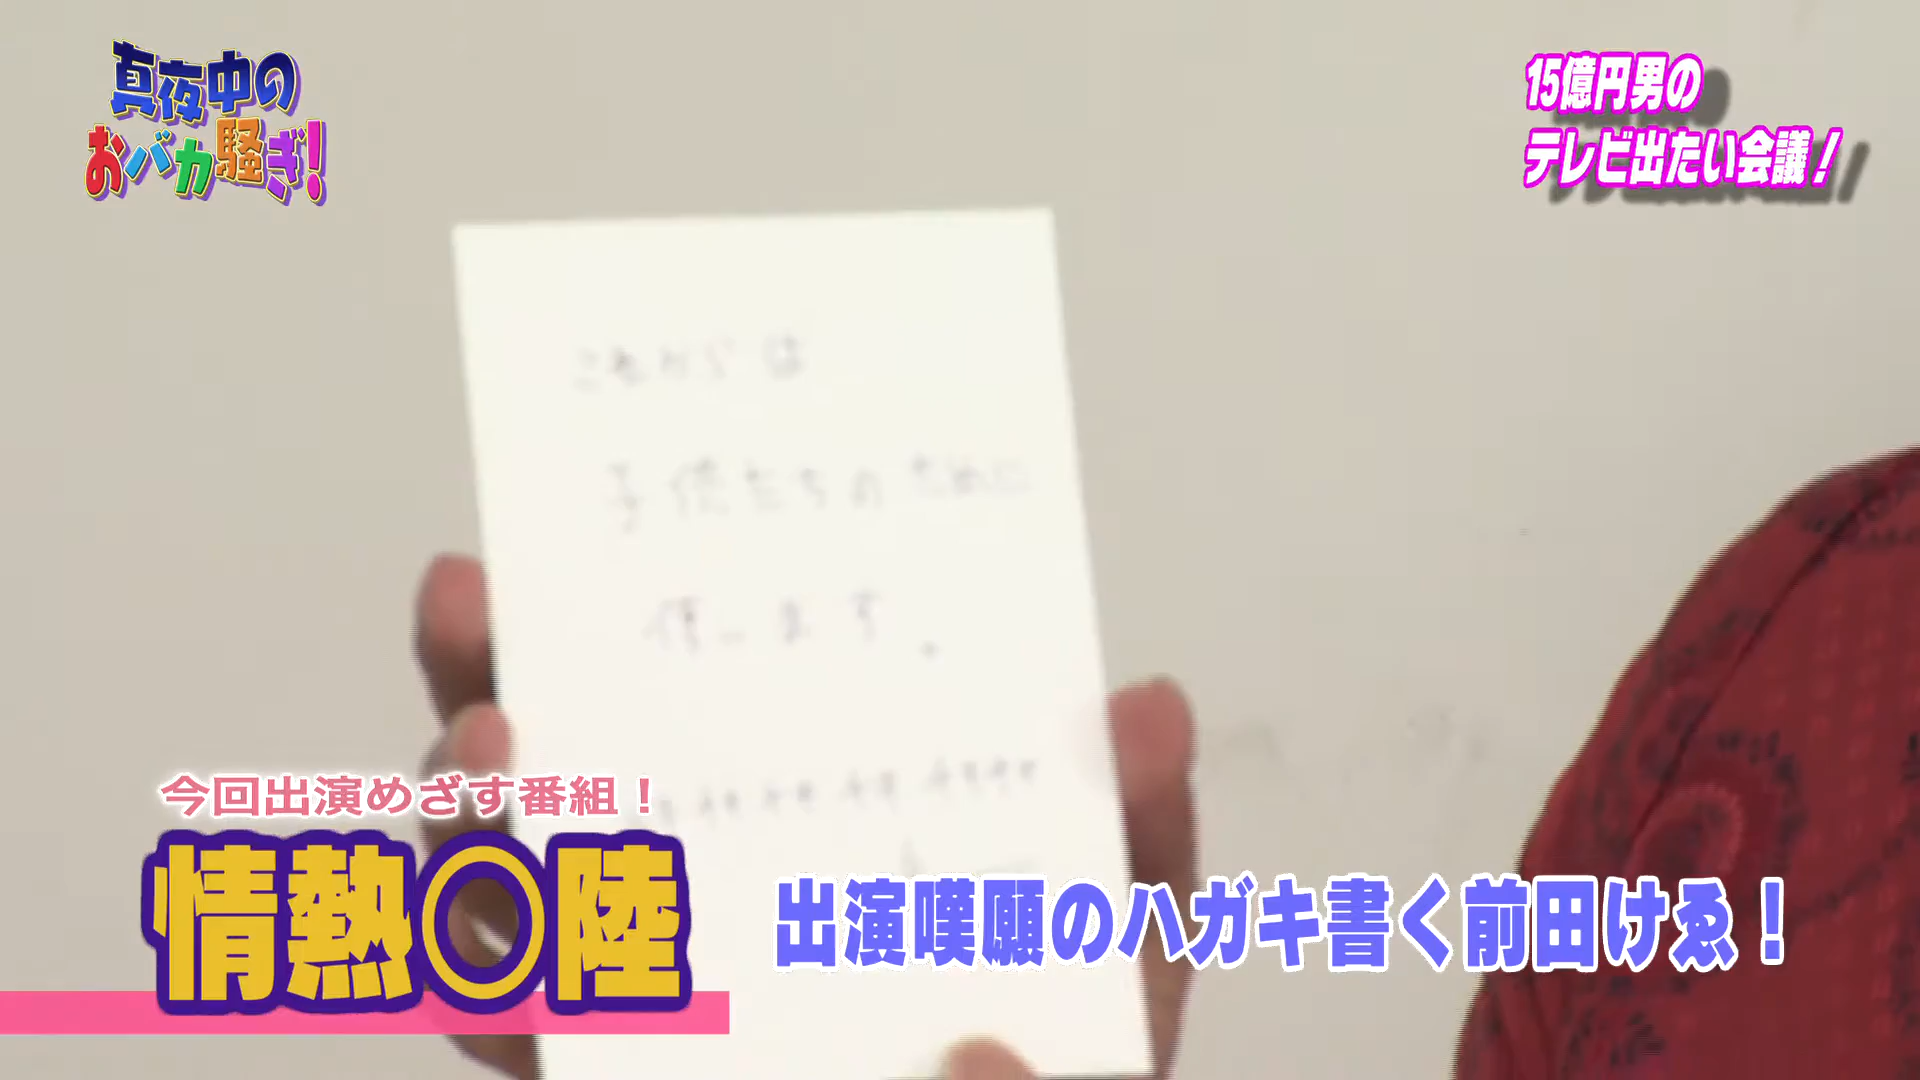 真夜中の
おバカ騒ぎ!
15億円男の
テレビ出たい会議!
これからは
子供たちのために
使います。
今回出演めざす番組!
情熱○陸
出演嘆願のハガキ書く前田けゑ!